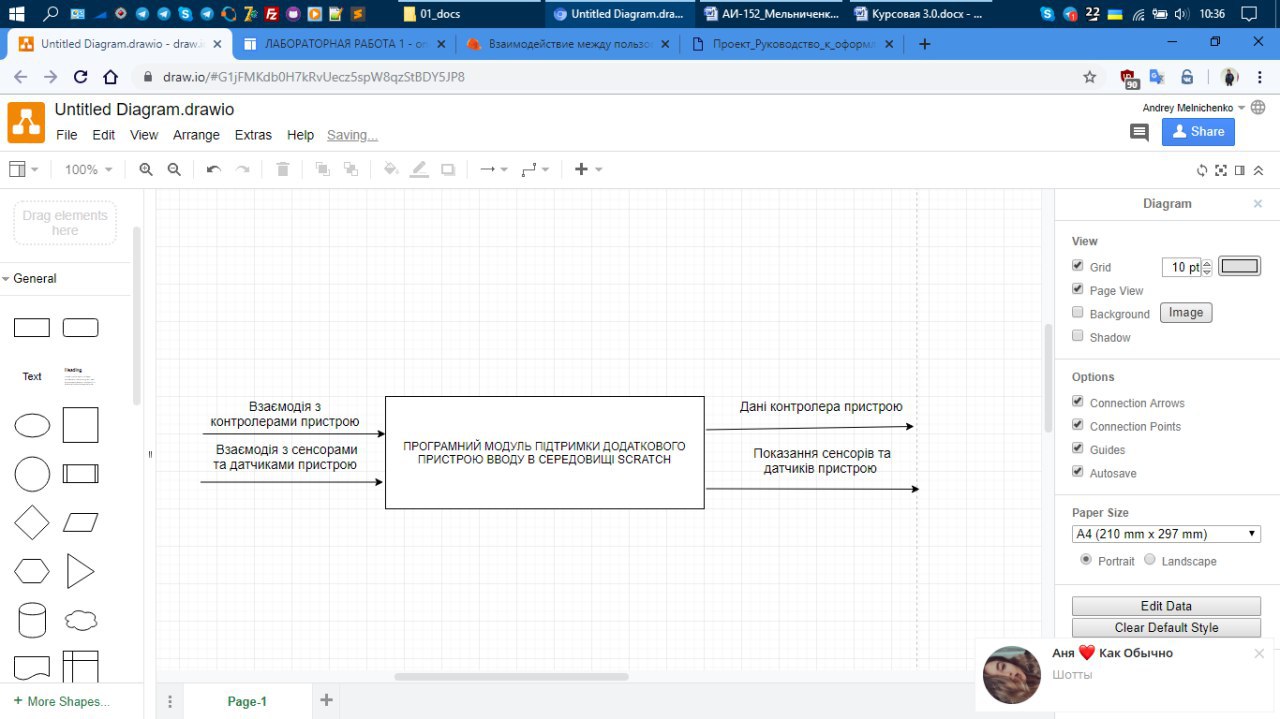 01_docs
Untitled Diagram.dra...
АИ-152_Мельниченк...
Курсовая 3.0.docx - ...
22
10:36
Untitled Diagram.drawio - draw.i
ЛАБОРАТОРНАЯ РАБОТА 1 - on
Взаимодействие между пользо
Проект_Руководство_к_оформл
draw.io/#G1jFMKdb0H7kRvUecz5spW8qzStBDY5JP8
90
Untitled Diagram.drawio
Andrey Melnichenko
File Edit View Arrange Extras Help Saving...
Share
100%
Drag elements
here
General
Text
Heading
Взаємодія з
контролерами пристрою
Взаємодія з сенсорами
та датчиками пристрою
ПРОГРАМНИЙ МОДУЛЬ ПІДТРИМКИ ДОДАТКОВОГО
ПРИСТРОЮ ВВОДУ В СЕРЕДОВИЩІ SCRATCH
Дані контролера пристрою
Показання сенсорів та
датчиків пристрою
Diagram
View
Grid 10 pt
Page View
Background Image
Shadow
Options
Connection Arrows
Connection Points
Guides
Autosave
Paper Size
A4 (210 mm x 297 mm)
Portrait Landscape
Edit Data
Clear Default Style
Аня ❤️ Как Обычно
Шотты
+ More Shapes...
Page-1